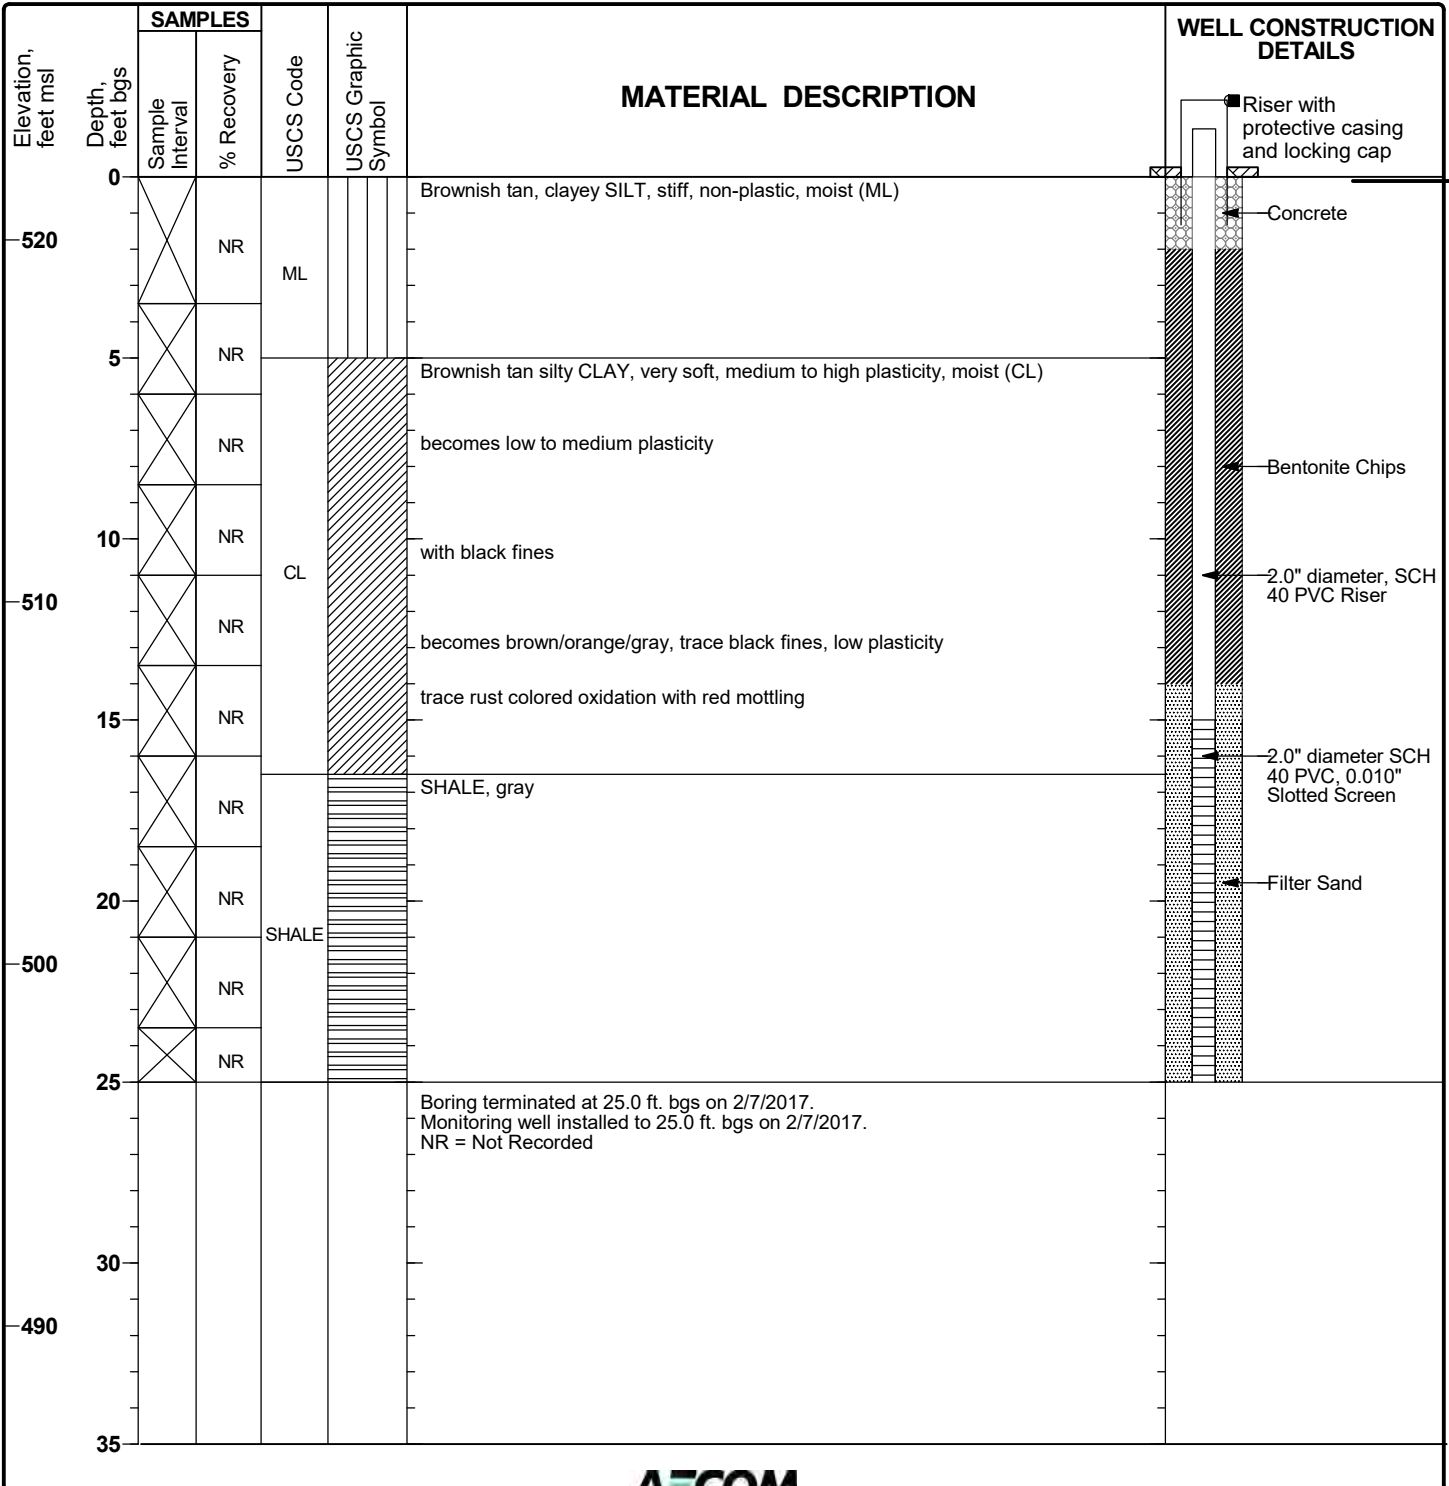 SAMPLES
Elevation,
feet msl
Depth,
feet bgs
Sample
Interval
% Recovery
USCS Code
USCS Graphic
Symbol
MATERIAL DESCRIPTION
WELL CONSTRUCTION
DETAILS
Riser with
protective casing
and locking cap
0
Brownish tan, clayey SILT, stiff, non-plastic, moist (ML)
Concrete
520
NR
ML
NR
5
Brownish tan silty CLAY, very soft, medium to high plasticity, moist (CL)
NR
becomes low to medium plasticity
Bentonite Chips
NR
10
with black fines
CL
2.0" diameter, SCH
40 PVC Riser
510
NR
becomes brown/orange/gray, trace black fines, low plasticity
trace rust colored oxidation with red mottling
NR
15
2.0" diameter SCH
40 PVC, 0.010"
Slotted Screen
SHALE, gray
NR
Filter Sand
NR
20
SHALE
500
NR
NR
25
Boring terminated at 25.0 ft. bgs on 2/7/2017.
Monitoring well installed to 25.0 ft. bgs on 2/7/2017.
NR = Not Recorded
30
490
35
AECOM